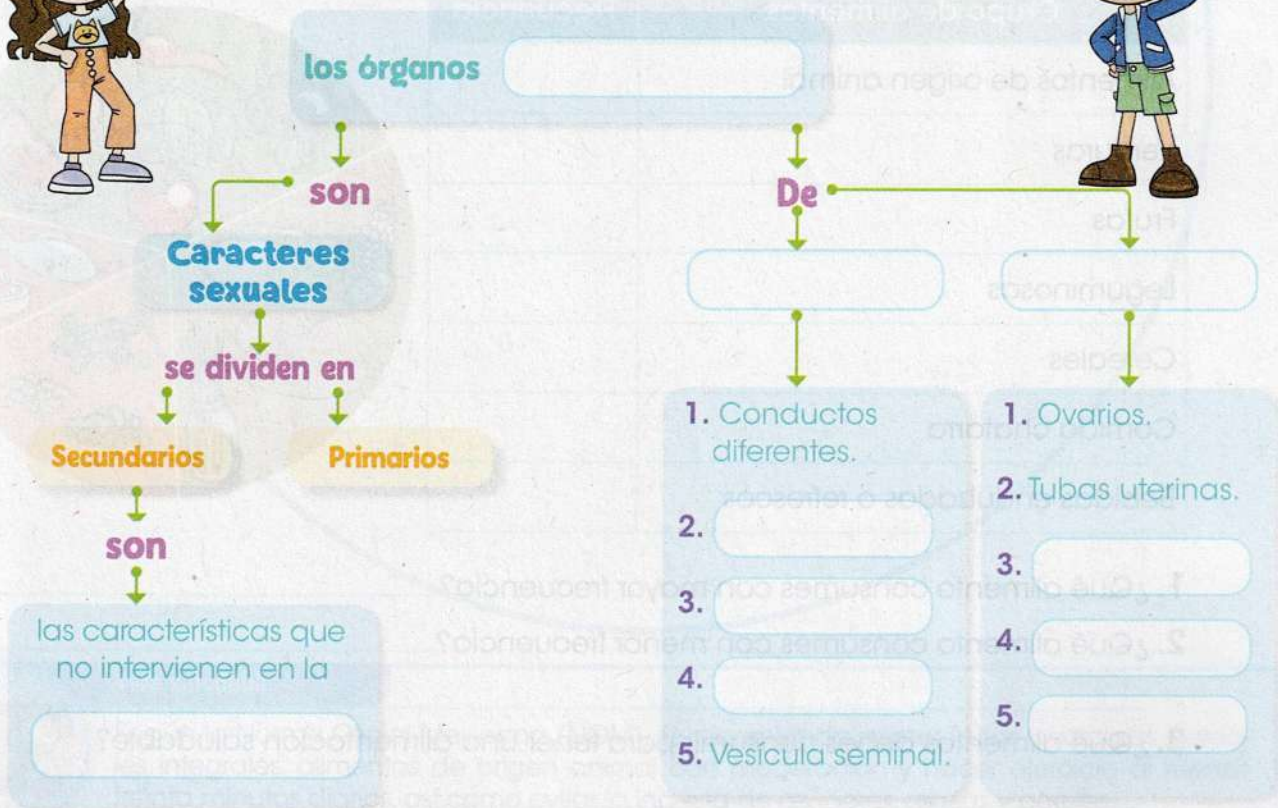 los órganos
son
De
Caracteres
sexuales
se dividen en
Secundarios
Primarios
son
las características que
no intervienen en la
1. Conductos
diferentes.
2.
3.
4.
5. Vesícula seminal.
1. Ovarios.
2. Tubas uterinas.
3.
4.
5.